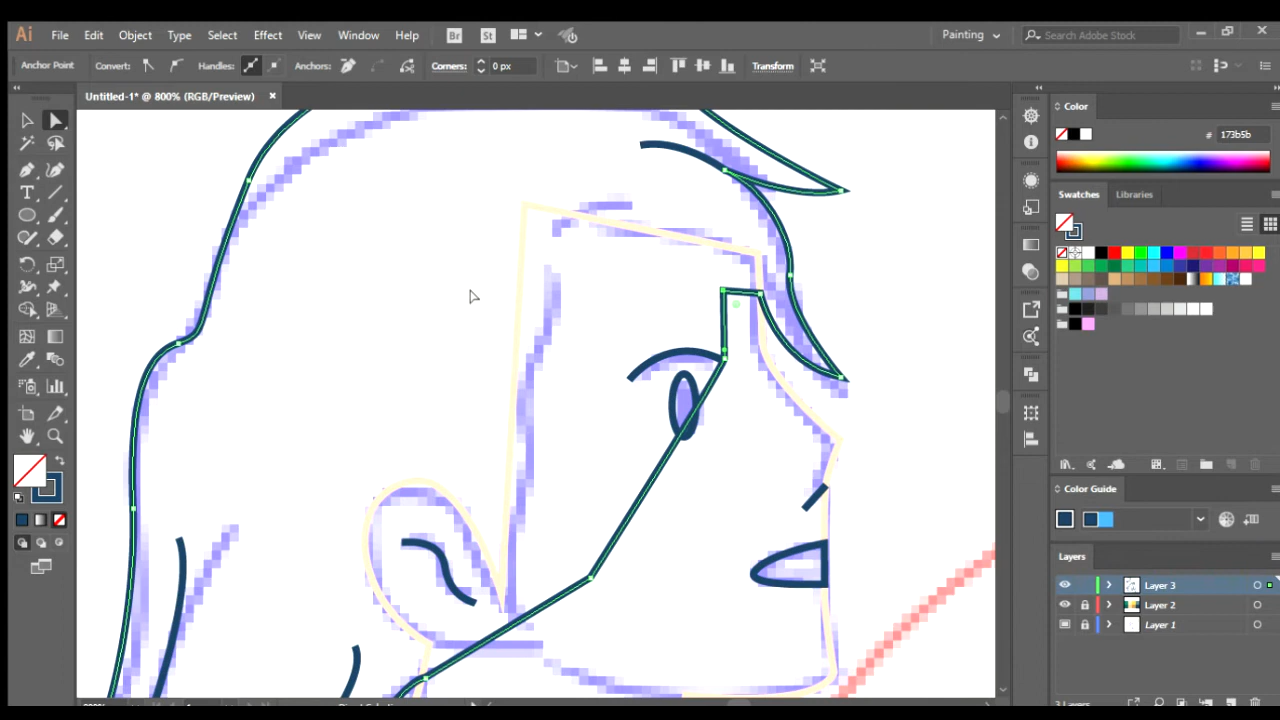 Ai File Edit Object Type Select Effect View Window Help Br St Painting Search Adobe Stock
Anchor Point Convert: Handles: Anchors: Corners: 0 px Transform
Untitled-1* @ 800% (RGB/Preview) ×
Color
# 173b5b
Swatches Libraries
Color Guide
Layers
Layer 3
Layer 2
Layer 1